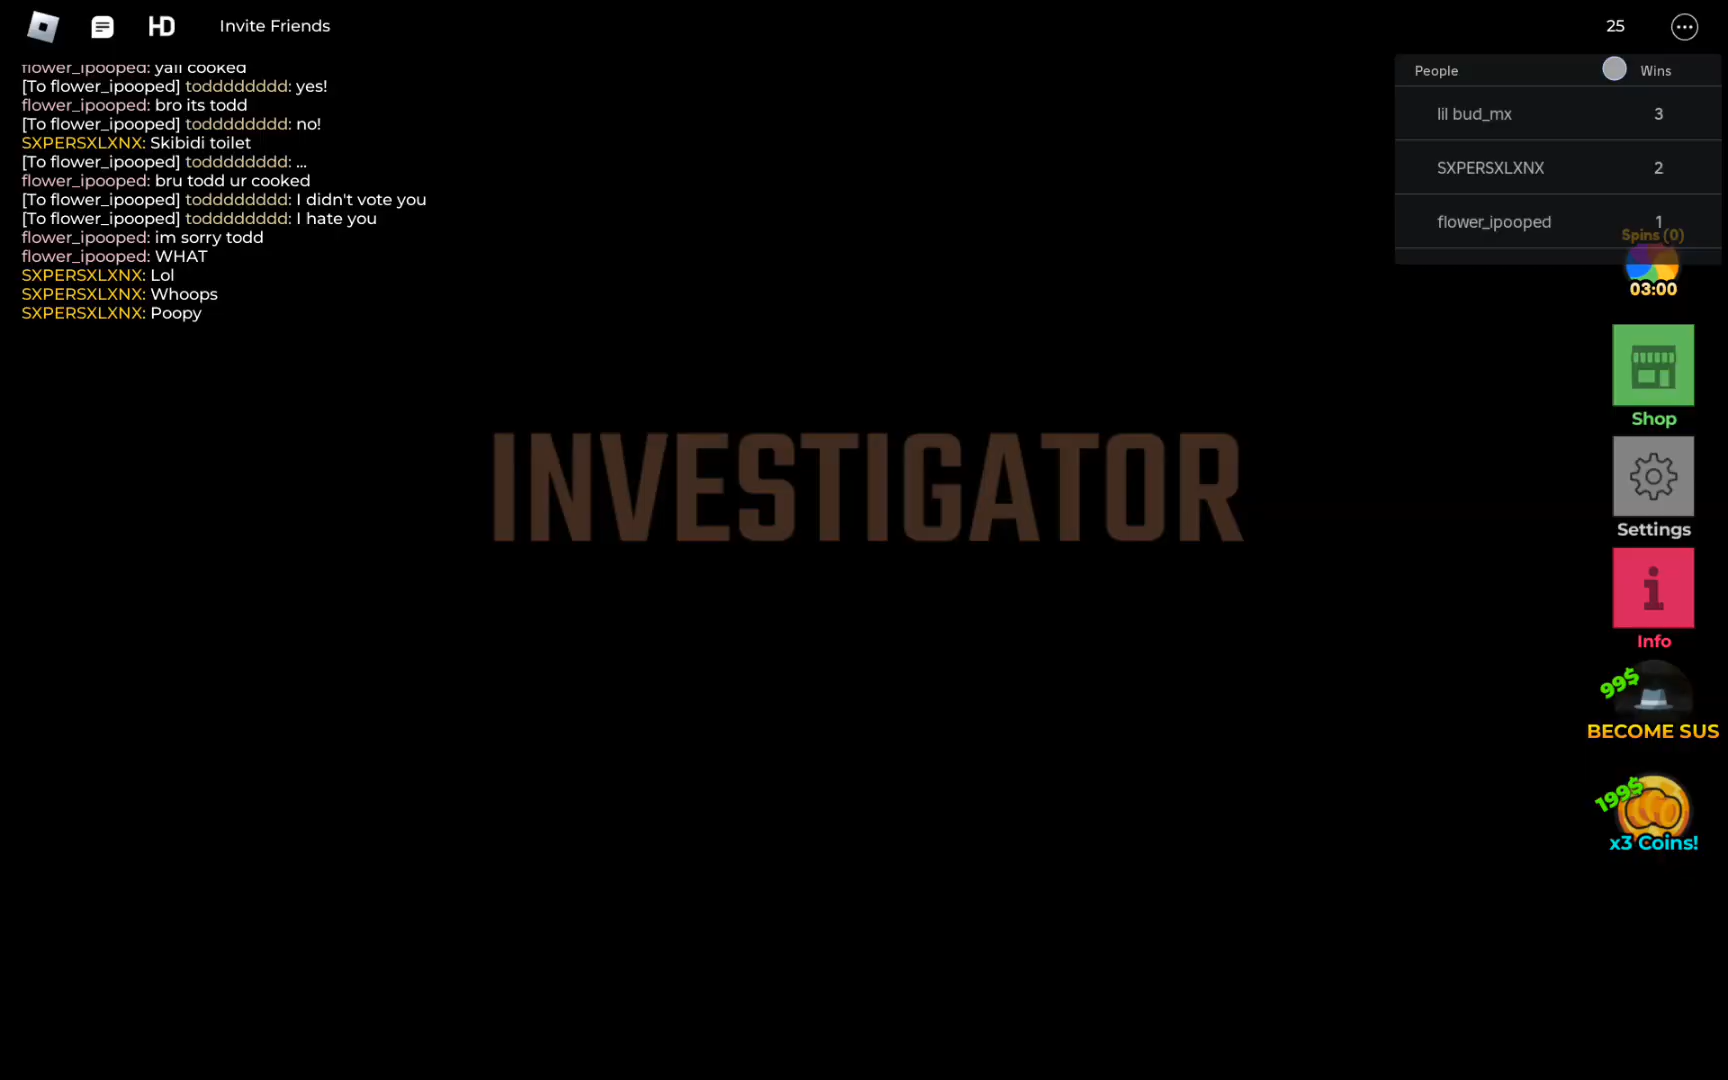 HD
Invite Friends
25
flower_ipooped: yall cooked
[To flower_ipooped] toddddddddd: yes!
flower_ipooped: bro its todd
[To flower_ipooped] toddddddddd: no!
SXPERSXLXNX: Skibidi toilet
[To flower_ipooped] toddddddddd: ...
flower_ipooped: bru todd ur cooked
[To flower_ipooped] toddddddddd: I didn't vote you
[To flower_ipooped] toddddddddd: I hate you
flower_ipooped: im sorry todd
flower_ipooped: WHAT
SXPERSXLXNX: Lol
SXPERSXLXNX: Whoops
SXPERSXLXNX: Poopy
People Wins
lil bud_mx 3
SXPERSXLXNX 2
flower_ipooped 1
Spins (0)
03:00
Shop
INVESTIGATOR
Settings
Info
99$
BECOME SUS
199$
x3 Coins!